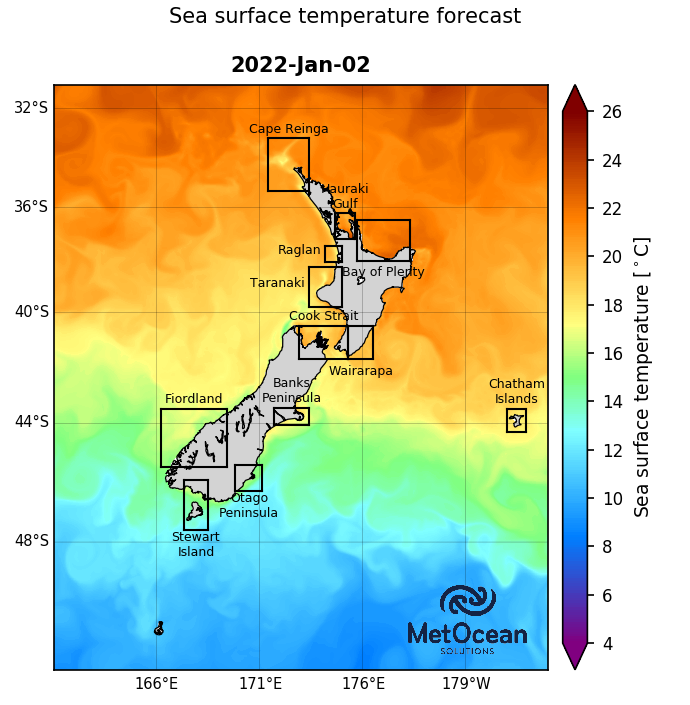 Sea surface temperature forecast
2022-Jan-02
32°S
36°S
40°S
44°S
48°S
166°E
171°E
176°E
179°W
Cape Reinga
Hauraki
Gulf
Raglan
Bay of Plenty
Taranaki
Cook Strait
Wairarapa
Banks
Peninsula
Fiordland
Chatham
Islands
Otago
Peninsula
Stewart
Island
MetOcean
SOLUTIONS
26
24
22
20
18
16
14
12
10
8
6
4
Sea surface temperature [°C]